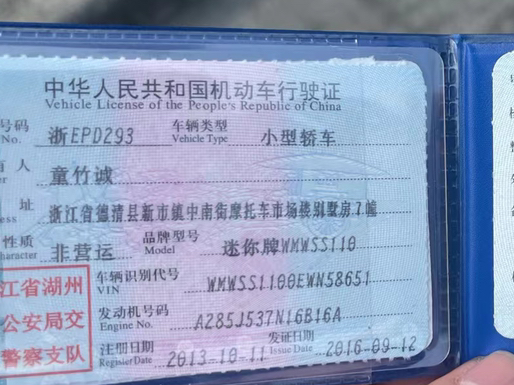 中华人民共和国机动车行驶证
Vehicle License of the People's Republic of China
号码 浙EPD293 车辆类型 Vehicle Type 小型轿车
人 童竹诚
址 ess 浙江省德清县新市镇中南街摩托车市场楼别墅房7幢
性质 haracter 非营运 品牌型号 Model 迷你牌WMWSS110
江省湖州
公安局交
警察支队
车辆识别代号 VIN WMWSS1100EWN58651
发动机号码 Engine No. A285J537N16B16A
注册日期 Register Date 2013-10-11 发证日期 Issue Date 2016-09-12